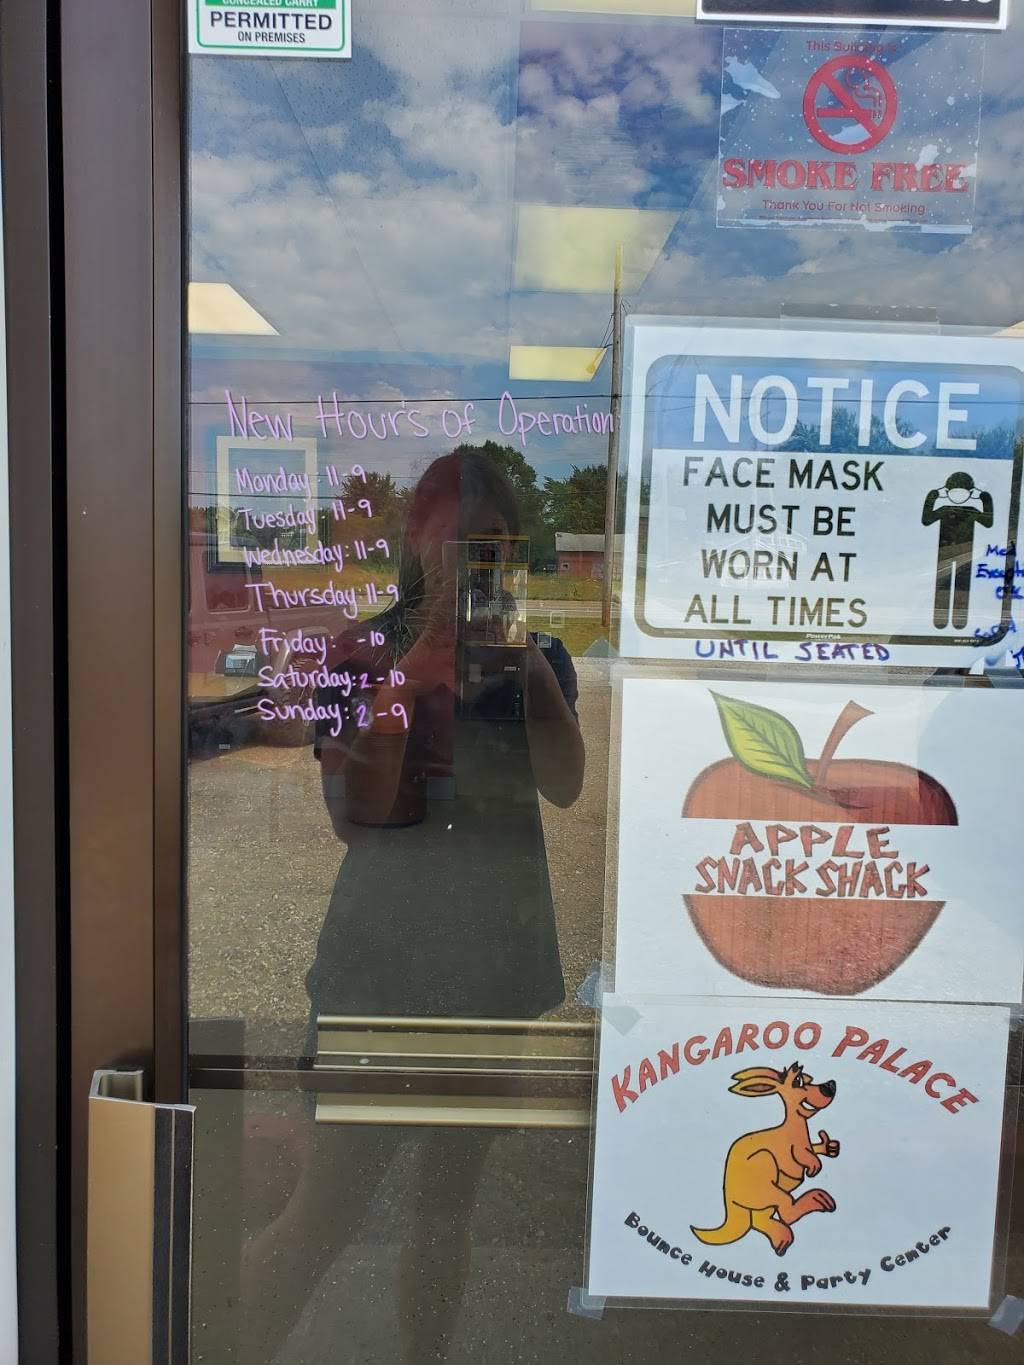 CONCEALED CARRY
PERMITTED
ON PREMISES
This Building is
SMOKE FREE
Thank You For Not Smoking
New Hours of Operation
Monday: 11-9
Tuesday: 11-9
Wednesday: 11-9
Thursday: 11-9
Friday: -10
Saturday: 2-10
Sunday: 2-9
NOTICE
FACE MASK
MUST BE
WORN AT
ALL TIMES
UNTIL SEATED
APPLE
SNACK SHACK
KANGAROO PALACE
Bounce House & Party Center